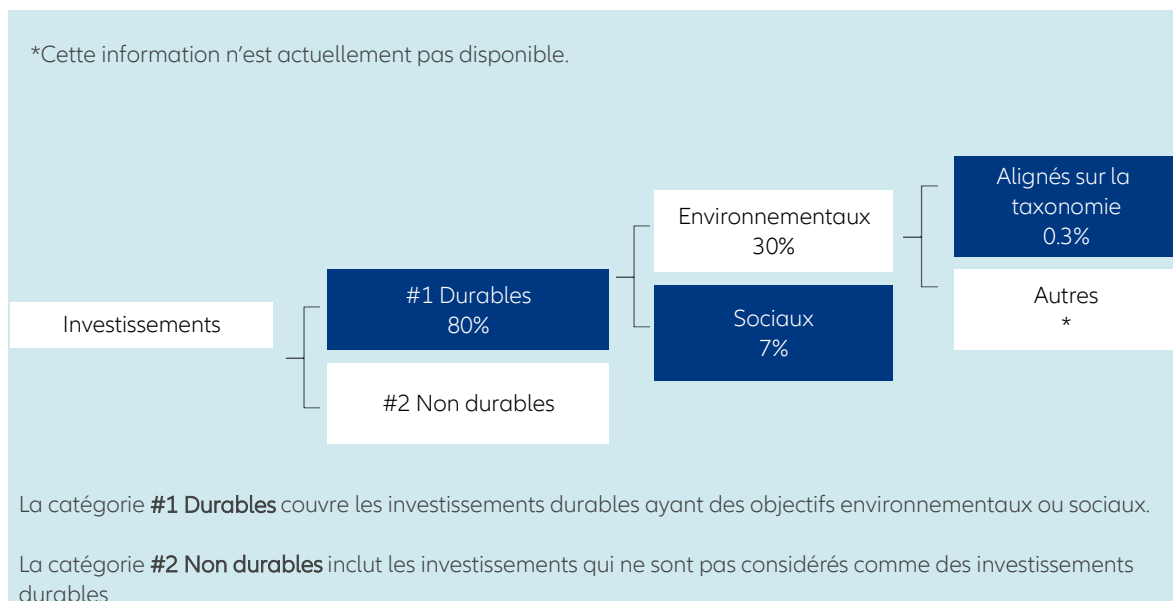 *Cette information n’est actuellement pas disponible.
Investissements
#1 Durables
80%
#2 Non durables
Environnementaux
30%
Sociaux
7%
Alignés sur la
taxonomie
0.3%
Autres
*
La catégorie #1 Durables couvre les investissements durables ayant des objectifs environnementaux ou sociaux.
La catégorie #2 Non durables inclut les investissements qui ne sont pas considérés comme des investissements
durables